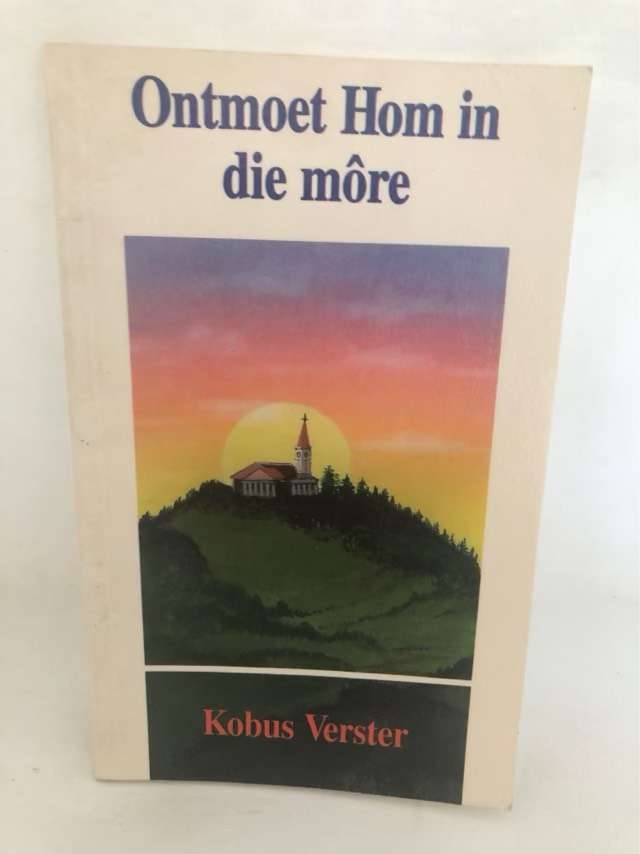 Ontmoet Hom in
die môre
Kobus Verster